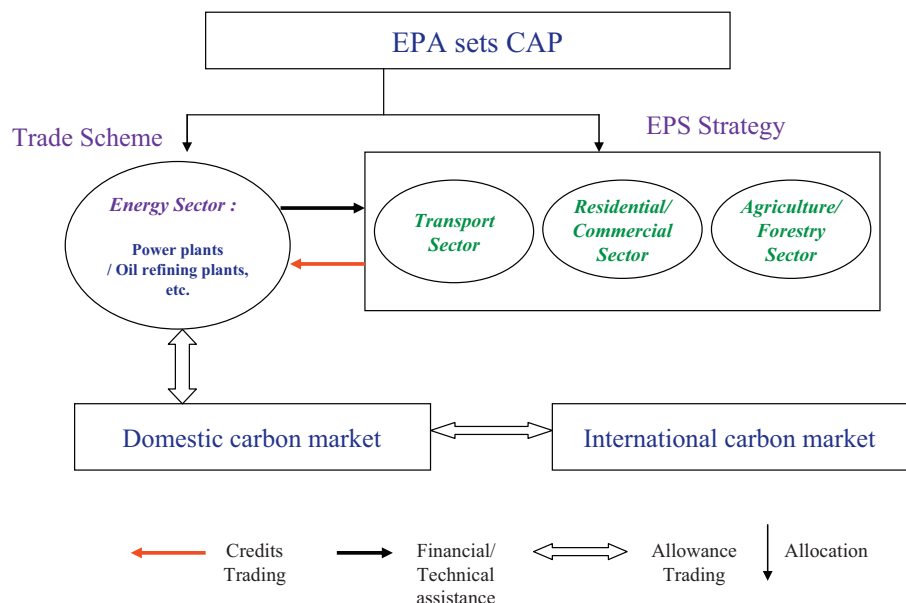 EPA sets CAP
Trade Scheme
EPS Strategy
Energy Sector :
Power plants
/ Oil refining plants,
etc.
Transport
Sector
Residential/
Commercial
Sector
Agriculture/
Forestry
Sector
Domestic carbon market
International carbon market
Credits
Trading
Financial/
Technical
assistance
Allowance
Trading
Allocation